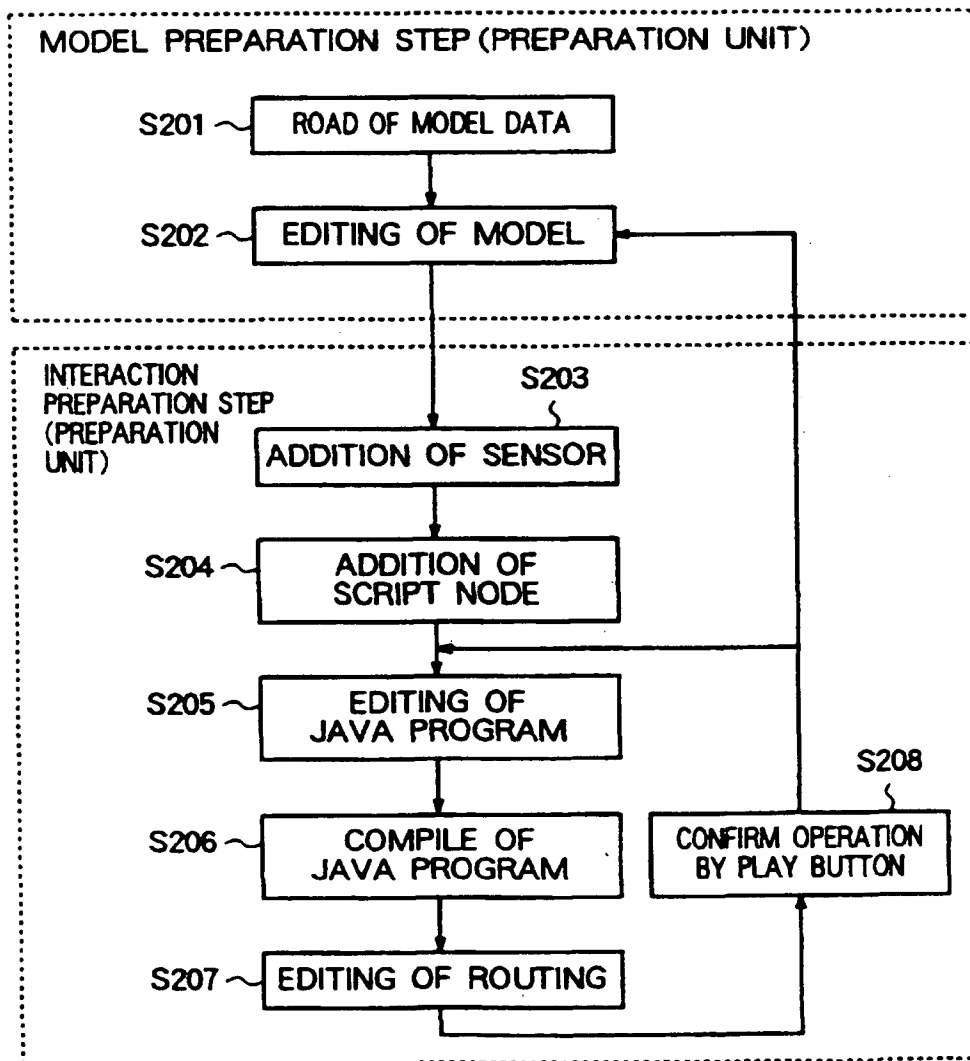 MODEL PREPARATION STEP (PREPARATION UNIT)
S201
ROAD OF MODEL DATA
S202
EDITING OF MODEL
INTERACTION
PREPARATION STEP
(PREPARATION
UNIT)
S203
ADDITION OF SENSOR
S204
ADDITION OF
SCRIPT NODE
S205
EDITING OF
JAVA PROGRAM
S206
COMPILE OF
JAVA PROGRAM
S208
CONFIRM OPERATION
BY PLAY BUTTON
S207
EDITING OF ROUTING